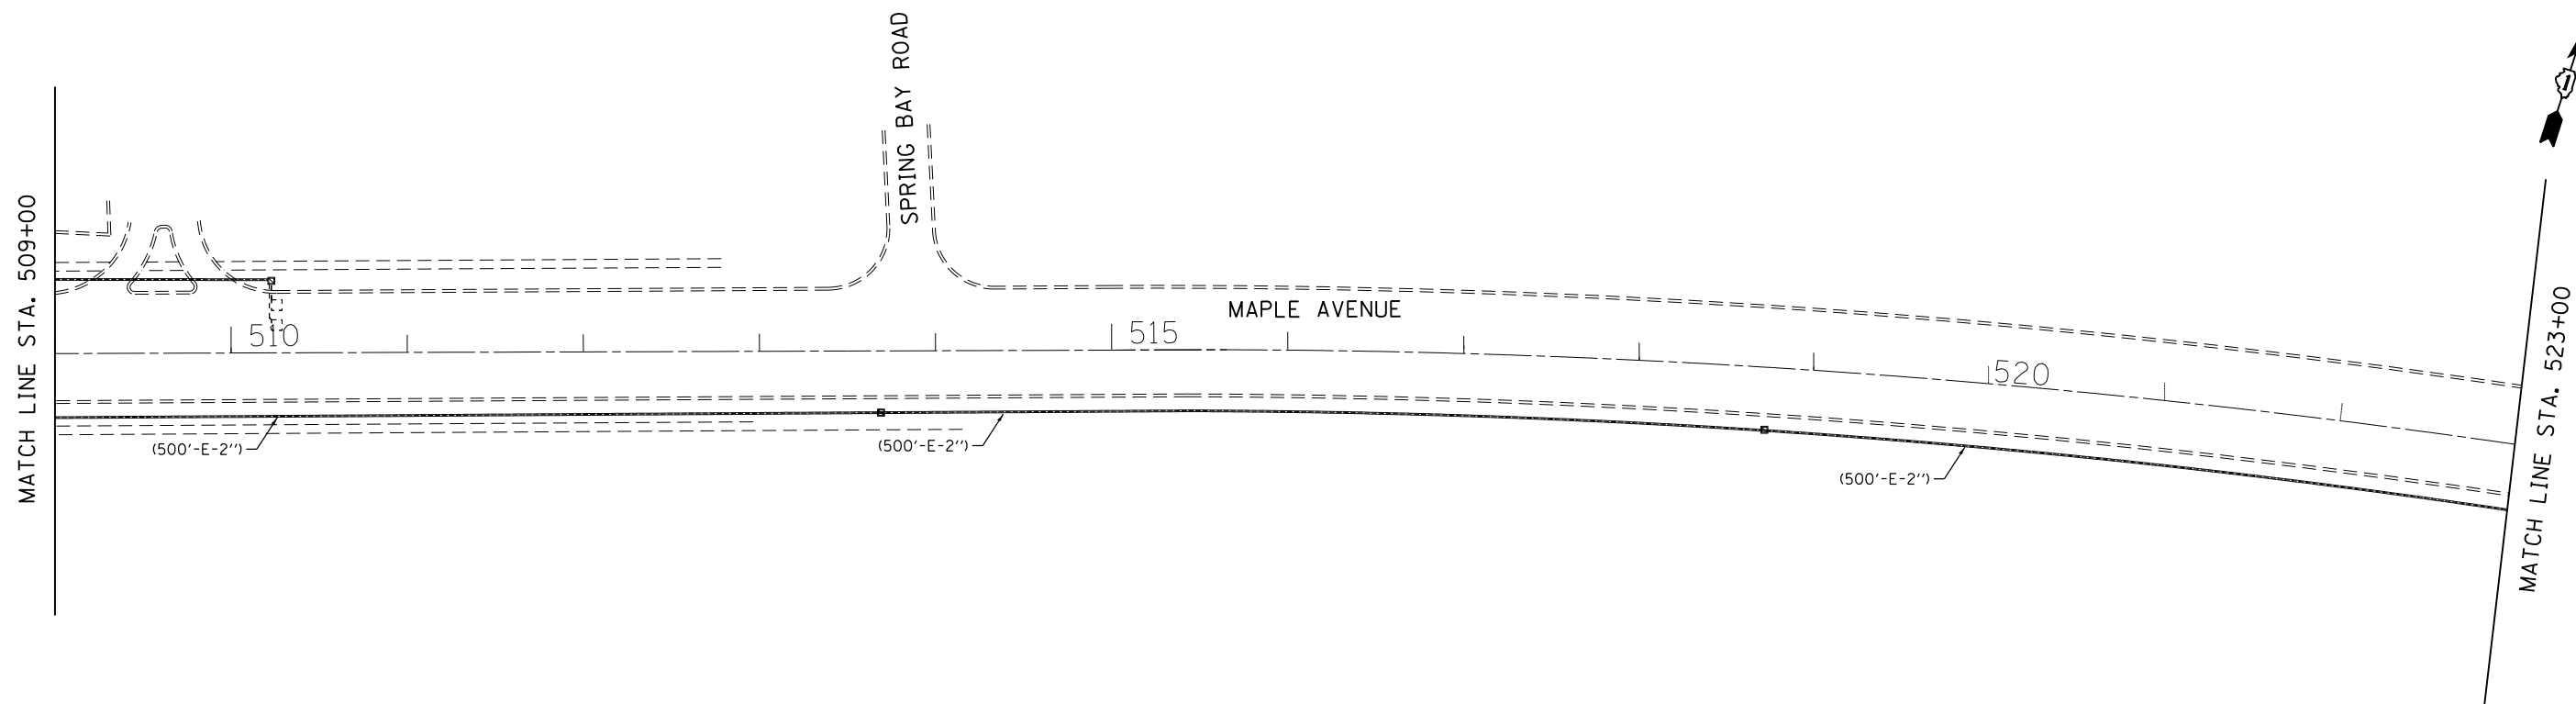 SPRING BAY ROAD
MATCH LINE STA. 509+00
MAPLE AVENUE
510
515
520
(500'-E-2'')
(500'-E-2'')
(500'-E-2'')
MATCH LINE STA. 523+00